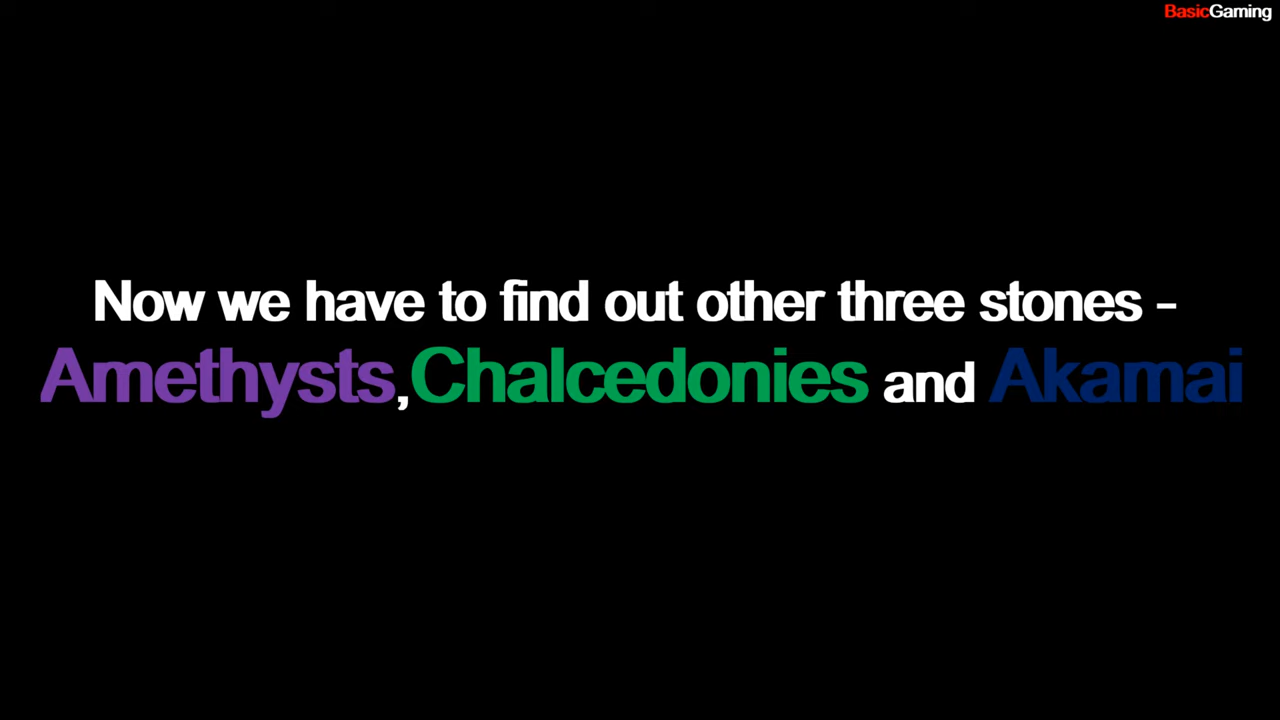 BasicGaming
Now we have to find out other three stones -
Amethysts,Chalcedonies and Akamai